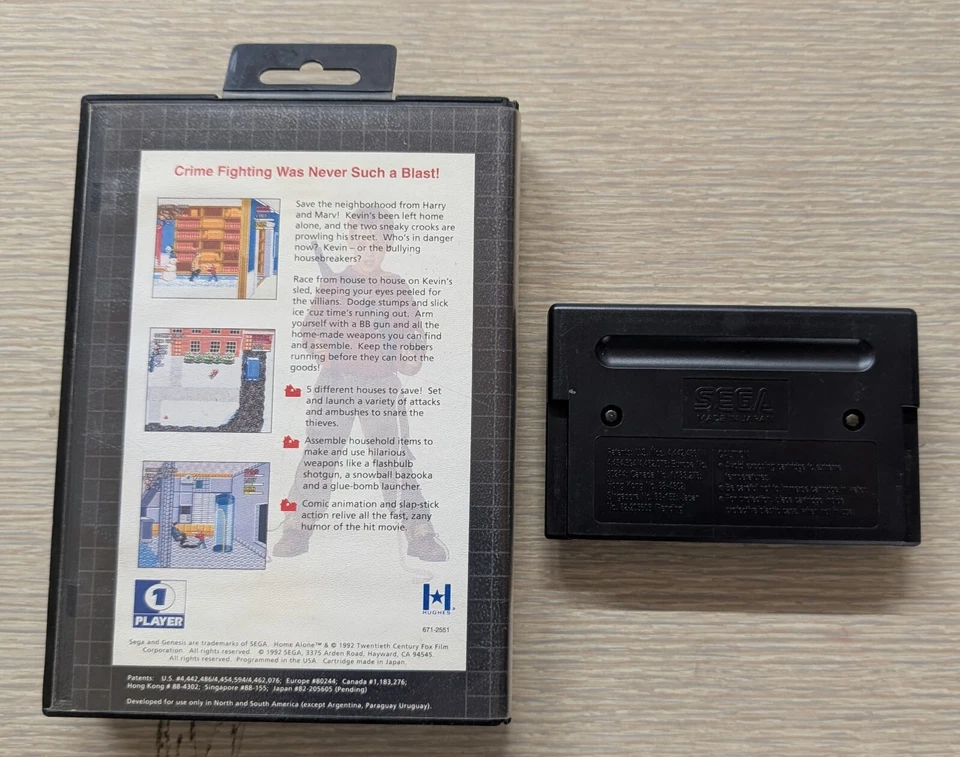 Crime Fighting Was Never Such a Blast!
Save the neighborhood from Harry
and Marv! Kevin's been left home
alone, and the two sneaky crooks are
prowling his street. Who's in danger
now? Kevin – or the bullying
housebreakers?
Race from house to house on Kevin's
sled, keeping your eyes peeled for
the villians. Dodge stumps and slick
ice 'cuz time's running out. Arm
yourself with a BB gun and all the
home-made weapons you can find
and assemble. Keep the robbers
running before they can loot the
goods!
5 different houses to save! Set
and launch a variety of attacks
and ambushes to snare the
thieves.
Assemble household items to
make and use hilarious
weapons like a flashbulb
shotgun, a snowball bazooka
and a glue-bomb launcher.
Comic animation and slap-stick
action relive all the fast, zany
humor of the hit movie.
1
PLAYER
HUGHES
671-2551
Sega and Genesis are trademarks of SEGA. Home Alone™ & © 1992 Twentieth Century Fox Film
Corporation. All rights reserved. © 1992 SEGA, 3375 Arden Road, Hayward, CA 94545.
All rights reserved. Programmed in the USA. Cartridge made in Japan.
Patents: U.S. #4,442,486/4,454,594/4,462,076; Europe #80244; Canada #1,183,276;
Hong Kong # 88-4302; Singapore #88-155; Japan #82-205605 (Pending)
Developed for use only in North and South America (except Argentina, Paraguay Uruguay).
SEGA
MADE IN JAPAN